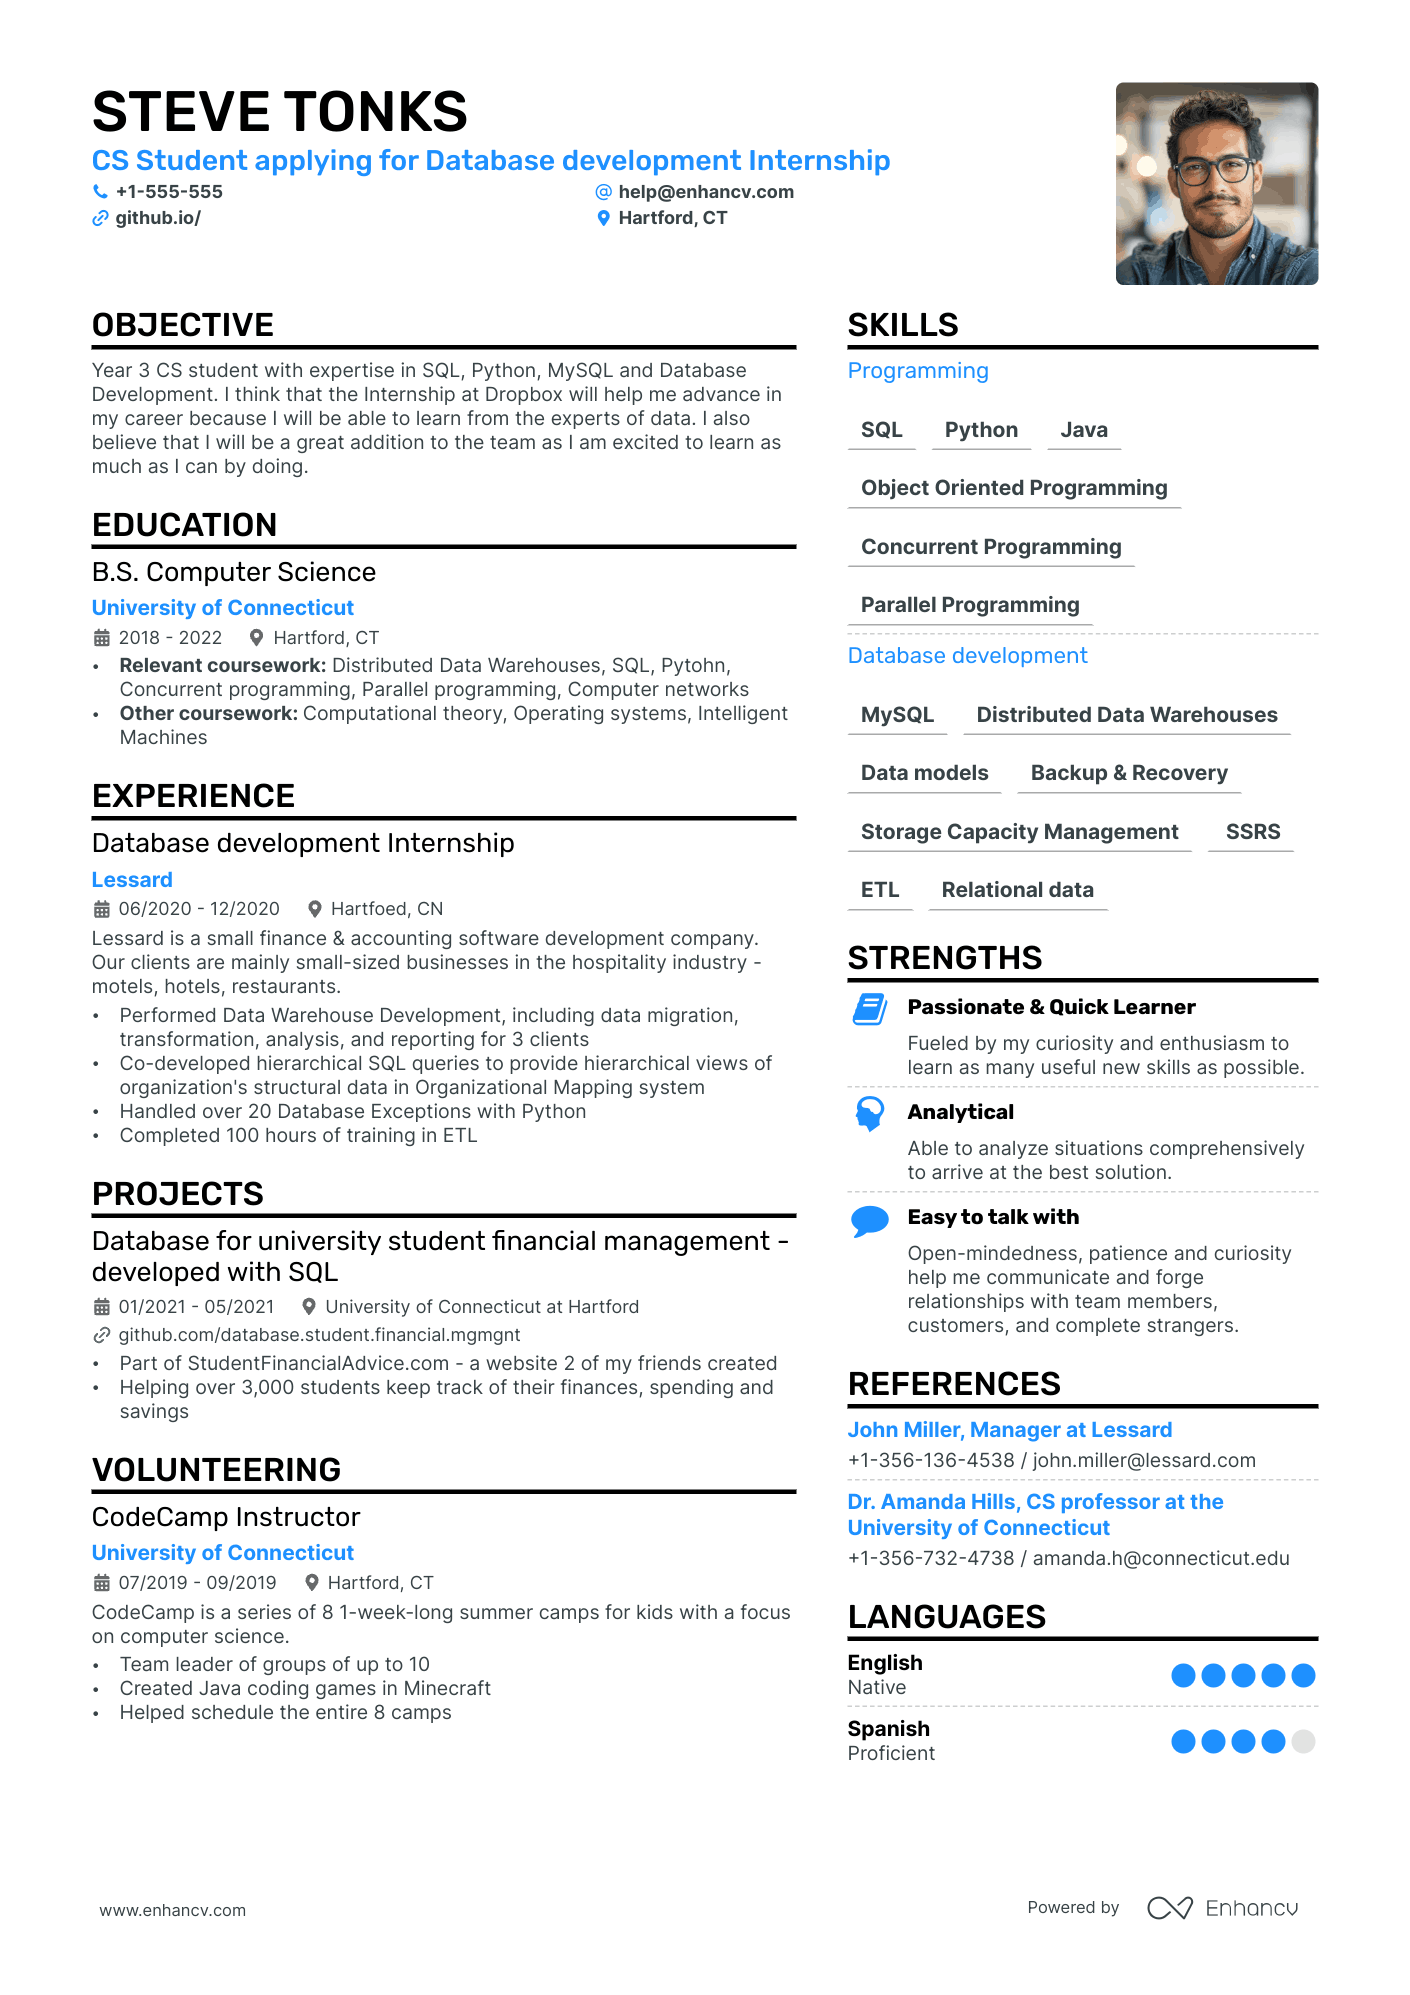 STEVE TONKS
CS Student applying for Database development Internship
+1-555-555
help@enhancv.com
github.io/
Hartford, CT
OBJECTIVE
Year 3 CS student with expertise in SQL, Python, MySQL and Database
Development. I think that the Internship at Dropbox will help me advance in
my career because I will be able to learn from the experts of data. I also
believe that I will be a great addition to the team as I am excited to learn as
much as I can by doing.
EDUCATION
B.S. Computer Science
University of Connecticut
2018 - 2022 Hartford, CT
• Relevant coursework: Distributed Data Warehouses, SQL, Pytohn,
Concurrent programming, Parallel programming, Computer networks
• Other coursework: Computational theory, Operating systems, Intelligent
Machines
EXPERIENCE
Database development Internship
Lessard
06/2020 - 12/2020 Hartfoed, CN
Lessard is a small finance & accounting software development company.
Our clients are mainly small-sized businesses in the hospitality industry -
motels, hotels, restaurants.
• Performed Data Warehouse Development, including data migration,
transformation, analysis, and reporting for 3 clients
• Co-developed hierarchical SQL queries to provide hierarchical views of
organization's structural data in Organizational Mapping system
• Handled over 20 Database Exceptions with Python
• Completed 100 hours of training in ETL
PROJECTS
Database for university student financial management -
developed with SQL
01/2021 - 05/2021 University of Connecticut at Hartford
github.com/database.student.financial.mgmgnt
• Part of StudentFinancialAdvice.com - a website 2 of my friends created
• Helping over 3,000 students keep track of their finances, spending and
savings
VOLUNTEERING
CodeCamp Instructor
University of Connecticut
07/2019 - 09/2019 Hartford, CT
CodeCamp is a series of 8 1-week-long summer camps for kids with a focus
on computer science.
• Team leader of groups of up to 10
• Created Java coding games in Minecraft
• Helped schedule the entire 8 camps
SKILLS
Programming
SQL Python Java
Object Oriented Programming
Concurrent Programming
Parallel Programming
Database development
MySQL Distributed Data Warehouses
Data models Backup & Recovery
Storage Capacity Management SSRS
ETL Relational data
STRENGTHS
Passionate & Quick Learner
Fueled by my curiosity and enthusiasm to
learn as many useful new skills as possible.
Analytical
Able to analyze situations comprehensively
to arrive at the best solution.
Easy to talk with
Open-mindedness, patience and curiosity
help me communicate and forge
relationships with team members,
customers, and complete strangers.
REFERENCES
John Miller, Manager at Lessard
+1-356-136-4538 / john.miller@lessard.com
Dr. Amanda Hills, CS professor at the
University of Connecticut
+1-356-732-4738 / amanda.h@connecticut.edu
LANGUAGES
English
Native
Spanish
Proficient
www.enhancv.com
Powered by Enhancv